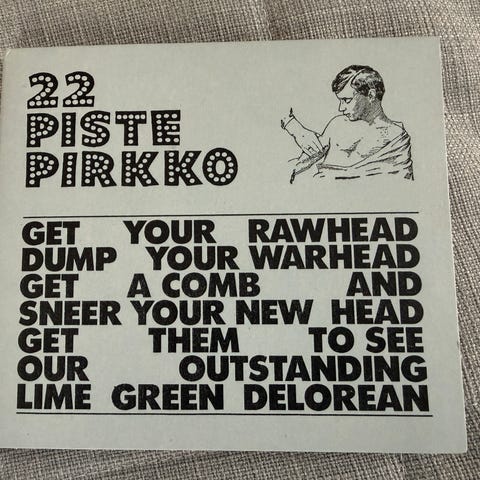 22
PISTE
PIRKKO
GET YOUR RAWHEAD
DUMP YOUR WARHEAD
GET A COMB AND
SNEER YOUR NEW HEAD
GET THEM TO SEE
OUR OUTSTANDING
LIME GREEN DELOREAN